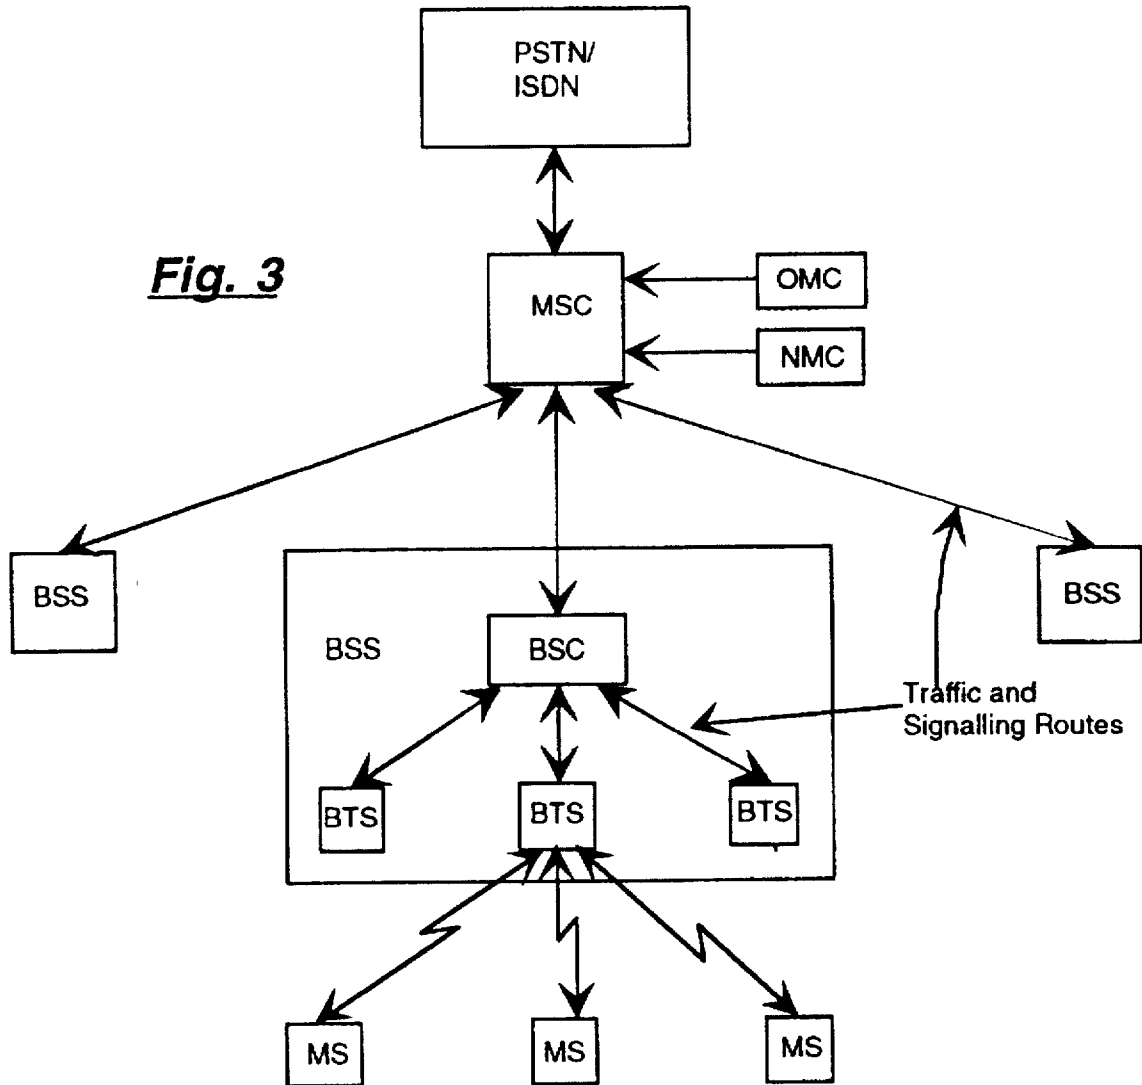 PSTN/
ISDN
Fig. 3
MSC
OMC
NMC
BSS
BSS
BSC
BSS
Traffic and
Signalling Routes
BTS
BTS
BTS
MS
MS
MS